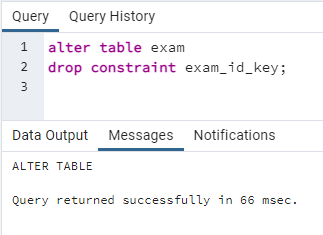 Query Query History
1 alter table exam
2 drop constraint exam_id_key;
3
Data Output Messages Notifications
ALTER TABLE
Query returned successfully in 66 msec.